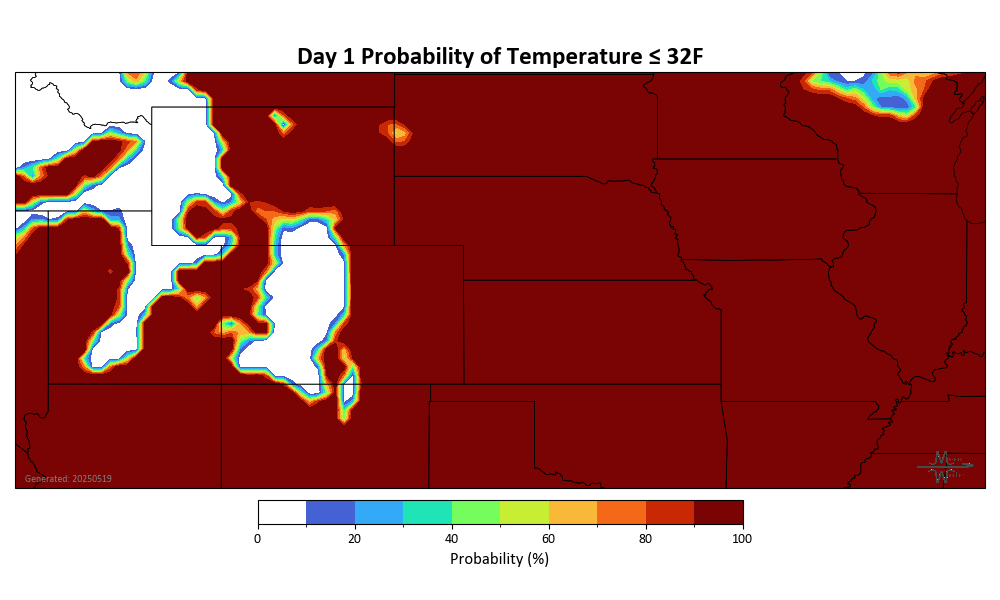 Day 1 Probability of Temperature ≤ 32F
Generated: 20250519
0 20 40 60 80 100
Probability (%)